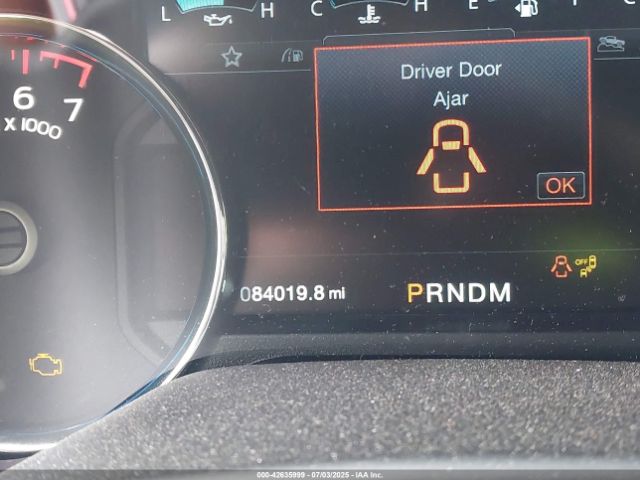 L H C H E F C
Driver Door
Ajar
OK
6
7
X 1000
084019.8 mi
PRNDM
OFF
000-42635999 07/03/2025 - IAA Inc.